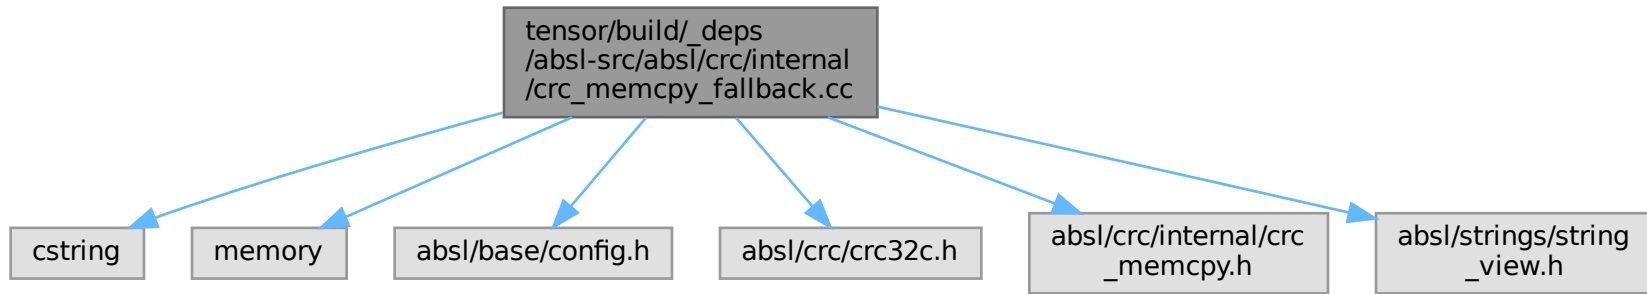 tensor/build/_deps
/absl-src/absl/crc/internal
/crc_memcpy_fallback.cc
cstring
memory
absl/base/config.h
absl/crc/crc32c.h
absl/crc/internal/crc
_memcpy.h
absl/strings/string
_view.h